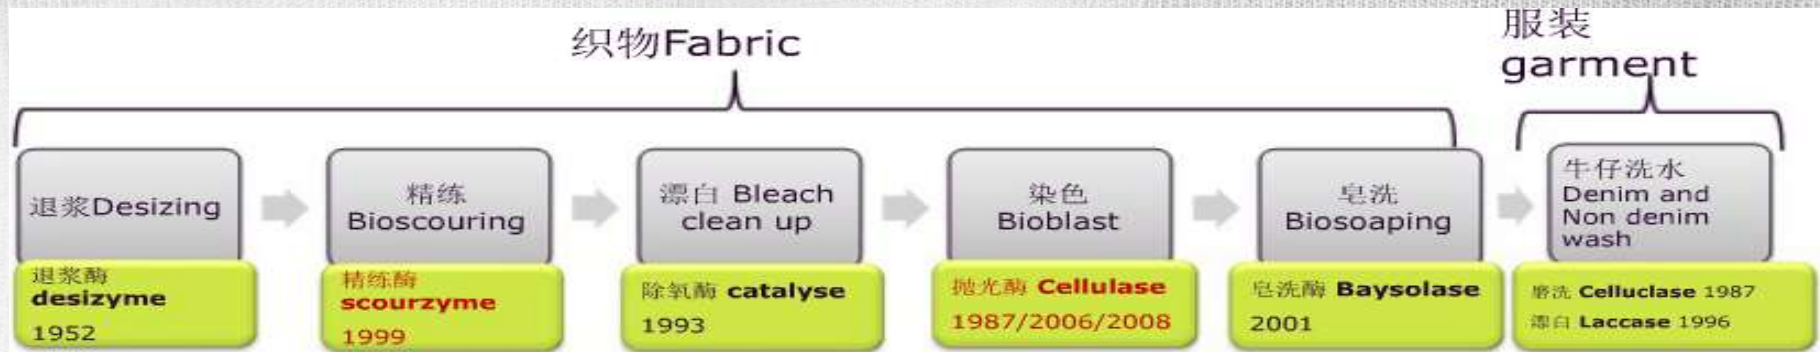 织物Fabric
服装
garment
退浆Desizing
精练
Bioscouring
漂白 Bleach
clean up
染色
Bioblast
皂洗
Biosoaping
牛仔洗水
Denim and
Non denim
wash
退浆酶
desizyme
1952
精练酶
scourzyme
1999
除氧酶 catalyse
1993
抛光酶 Cellulase
1987/2006/2008
皂洗酶 Baysolase
2001
磨洗 Celluclase 1987
漂白 Laccase 1996